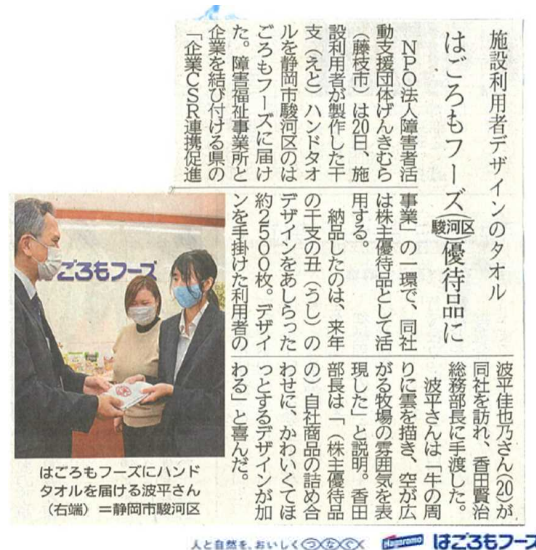 施設利用者デザインのタオル
はごろもフーズ(駿河区)優待品に
NPO法人障害者活
動支援団体げんきむら
(藤枝市)は20日、施
設利用者が製作した干
支(えと)ハンドタオ
ルを静岡市駿河区のは
ごろもフーズに届け
た。障害福祉事業所と
企業を結び付ける県の
「企業CSR連携促進
事業」の一環で、同社
は株主優待品として活
用する。
納品したのは、来年
の干支の丑(うし)の
デザインをあしらった
約2500枚。デザイ
ンを手掛けた利用者の
波平佳也乃さん(20)が
同社を訪れ、香田賢治
総務部長に手渡した。
波平さんは「牛の周
りに雲を描き、空が広
がる牧場の雰囲気を表
現した」と説明。香田
部長は「(株主優待品
の)自社商品の詰め合
わせに、かわいくてほ
っとするデザインが加
わる」と喜んだ。
ごろもフーズ
はごろもフーズにハンド
タオルを届ける波平さん
(右端)=静岡市駿河区
人と自然を、おいしくつなぐ
Hagoromo はごろもフーズ